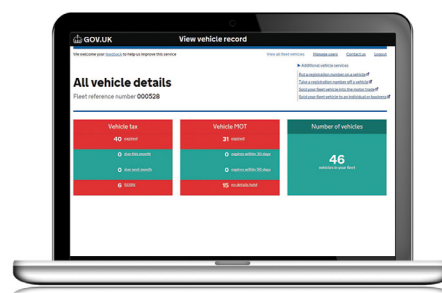 GOV.UK
View vehicle record
We welcome your feedback to help us improve this service
View all fleet vehicles Manage users Contact us Logout
▶ Additional vehicle services
Put a registration number on a vehicle
Take a registration number off a vehicle
Sold your fleet vehicle into the motor trade
Sold your fleet vehicle to an individual or business
All vehicle details
Fleet reference number 000528
Vehicle tax
40 expired
0 due this month
0 due next month
6 SORN
Vehicle MOT
31 expired
0 expires within 30 days
0 expires within 60 days
15 no details held
Number of vehicles
46
vehicles in your fleet